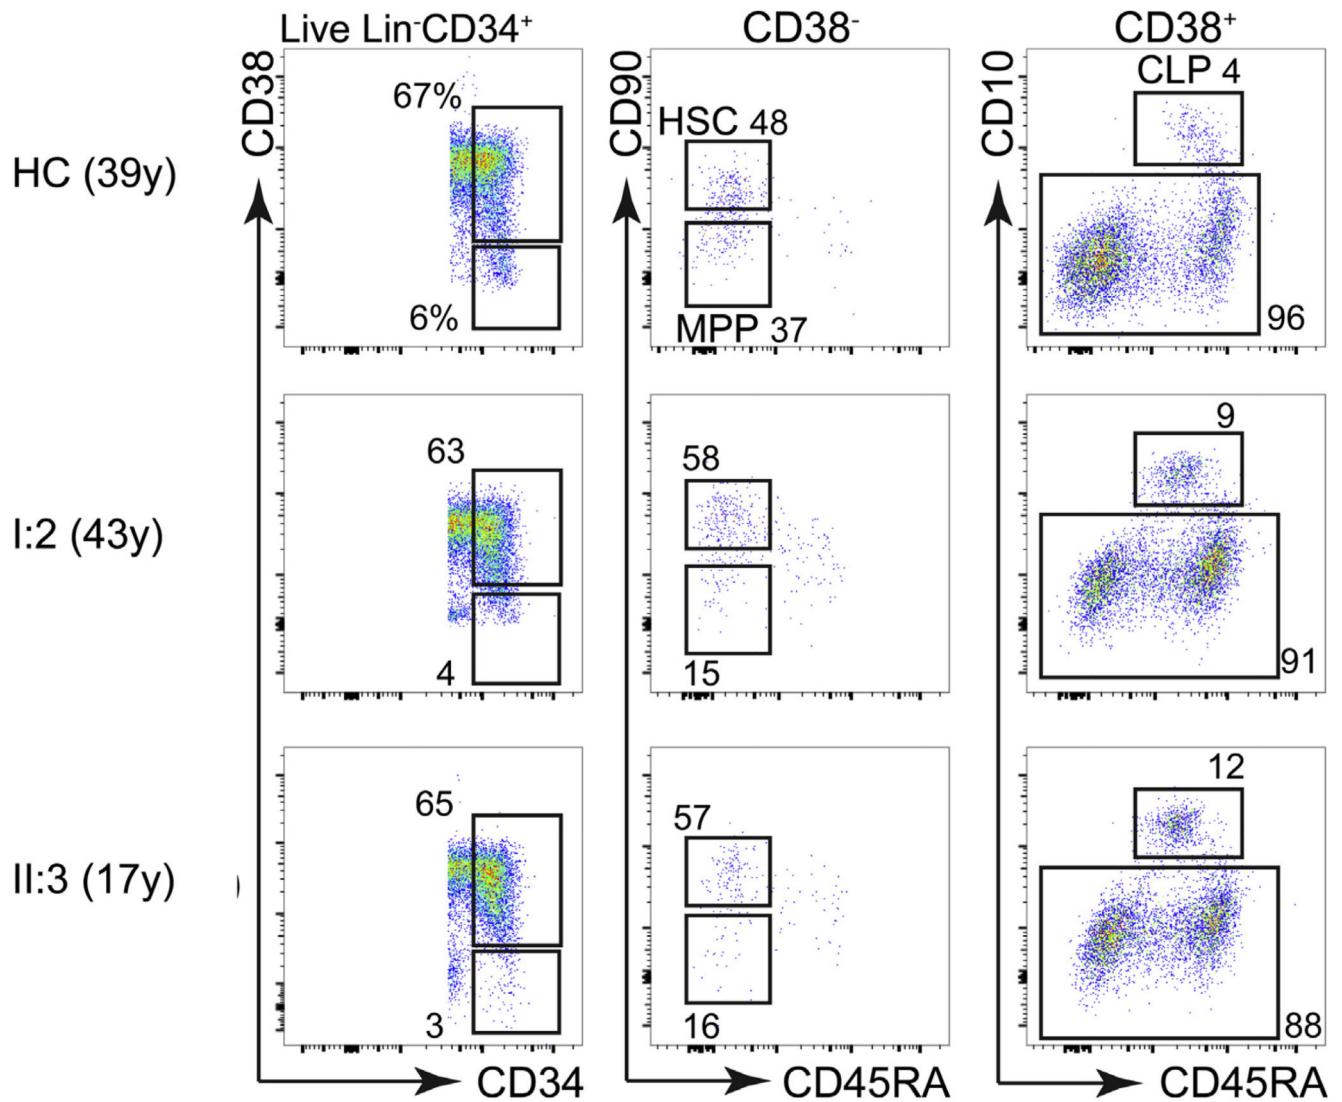 Live Lin⁻CD34⁺
CD38⁻
CD38⁺
HC (39y)
CD38
67%
6%
CD90
HSC 48
MPP 37
CD10
CLP 4
96
I:2 (43y)
63
4
58
15
9
91
II:3 (17y)
)
65
3
57
16
12
88
CD34
CD45RA
CD45RA